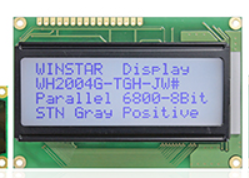 WINSTAR Display
WH2004G-TGH-JW#
Parallel 6800-8Bit
STN Gray Positive